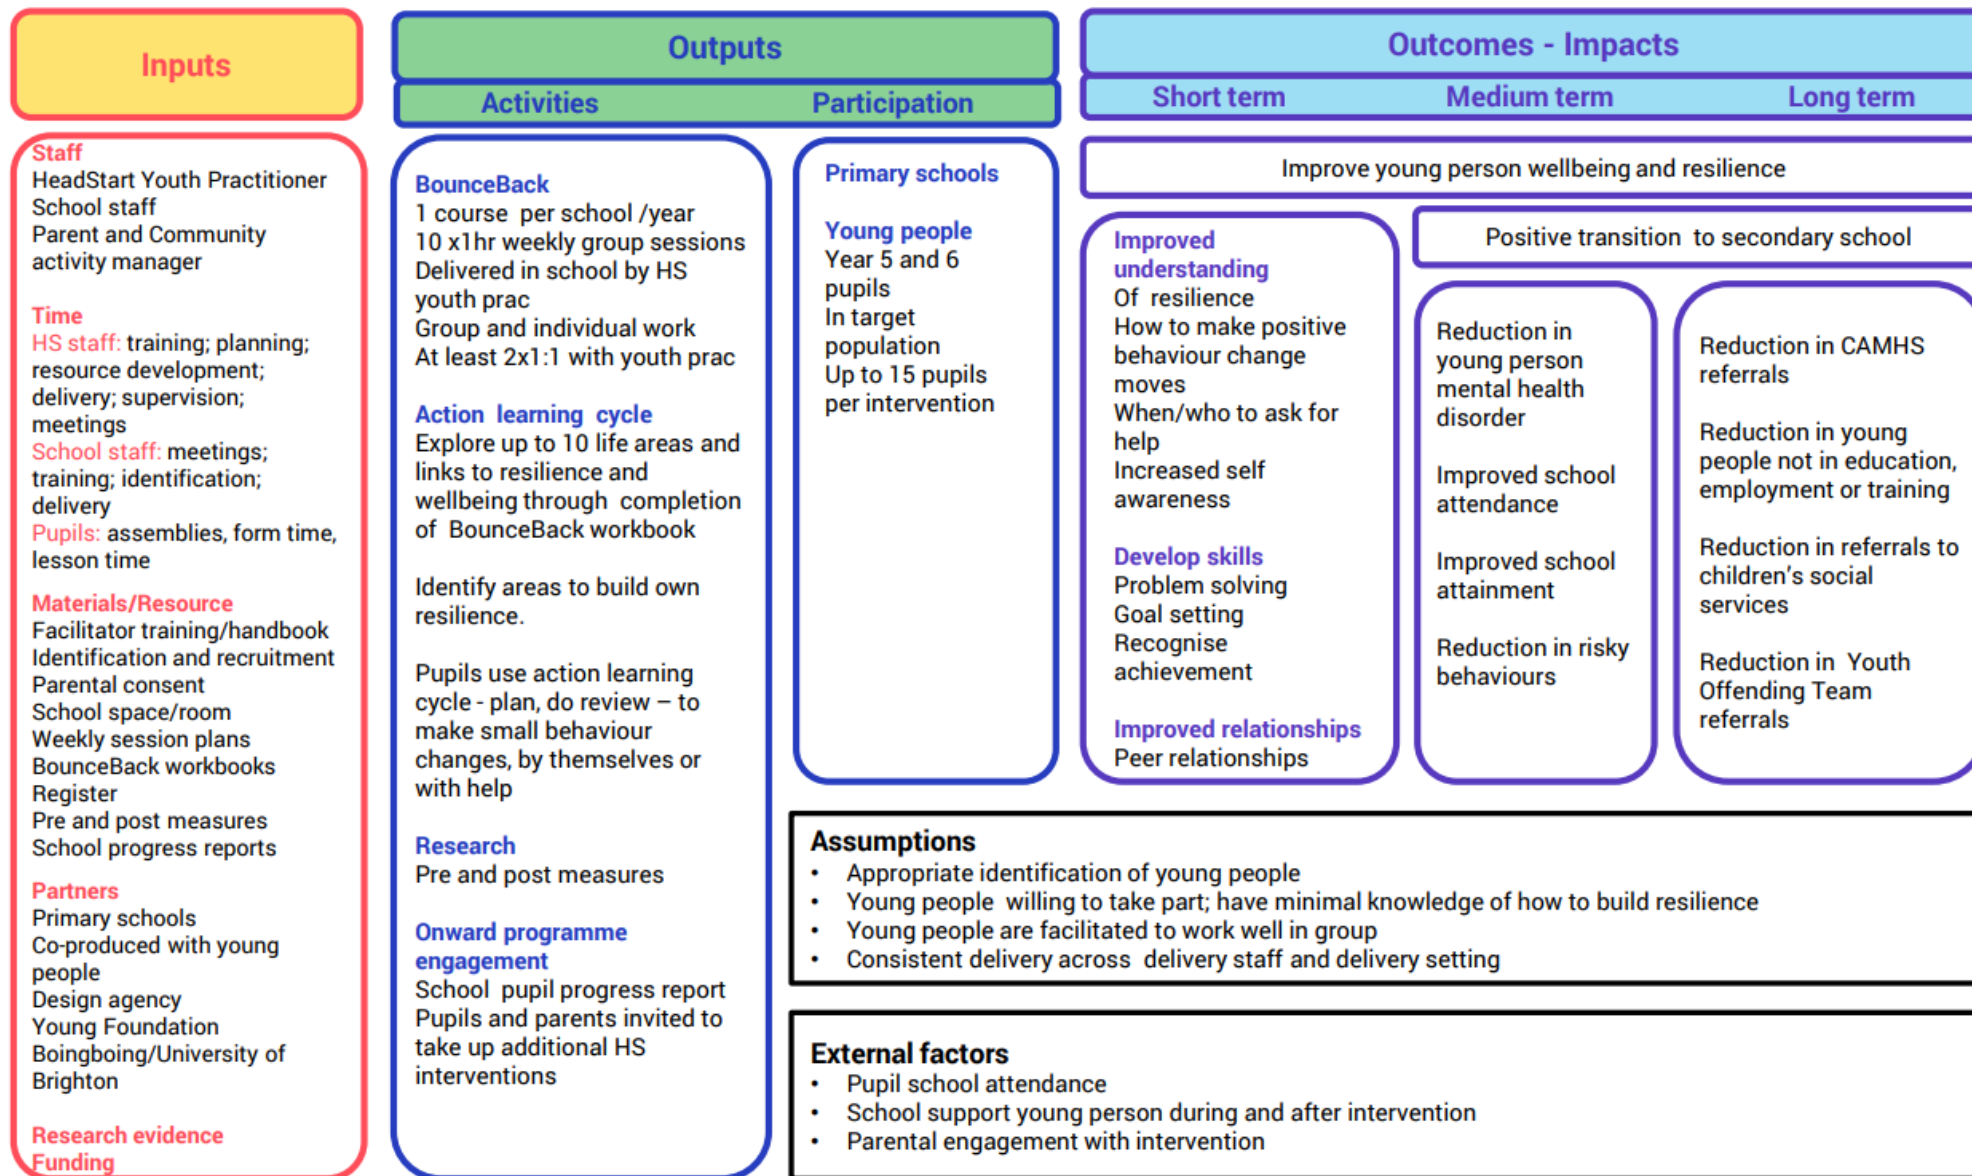 Inputs
Staff
HeadStart Youth Practitioner
School staff
Parent and Community
activity manager
Time
HS staff: training; planning;
resource development;
delivery; supervision;
meetings
School staff: meetings;
training; identification;
delivery
Pupils: assemblies, form time,
lesson time
Materials/Resource
Facilitator training/handbook
Identification and recruitment
Parental consent
School space/room
Weekly session plans
BounceBack workbooks
Register
Pre and post measures
School progress reports
Partners
Primary schools
Co-produced with young
people
Design agency
Young Foundation
Boingboing/University of
Brighton
Research evidence
Funding
Outputs
Activities
Participation
BounceBack
1 course per school /year
10 x1hr weekly group sessions
Delivered in school by HS
youth prac
Group and individual work
At least 2x1:1 with youth prac
Action learning cycle
Explore up to 10 life areas and
links to resilience and
wellbeing through completion
of BounceBack workbook
Identify areas to build own
resilience.
Pupils use action learning
cycle - plan, do review – to
make small behaviour
changes, by themselves or
with help
Research
Pre and post measures
Onward programme
engagement
School pupil progress report
Pupils and parents invited to
take up additional HS
interventions
Primary schools
Young people
Year 5 and 6
pupils
In target
population
Up to 15 pupils
per intervention
Outcomes - Impacts
Short term
Medium term
Long term
Improve young person wellbeing and resilience
Improved
understanding
Of resilience
How to make positive
behaviour change
moves
When/who to ask for
help
Increased self
awareness
Develop skills
Problem solving
Goal setting
Recognise
achievement
Improved relationships
Peer relationships
Positive transition to secondary school
Reduction in
young person
mental health
disorder
Improved school
attendance
Improved school
attainment
Reduction in risky
behaviours
Reduction in CAMHS
referrals
Reduction in young
people not in education,
employment or training
Reduction in referrals to
children's social
services
Reduction in Youth
Offending Team
referrals
Assumptions
• Appropriate identification of young people
• Young people willing to take part; have minimal knowledge of how to build resilience
• Young people are facilitated to work well in group
• Consistent delivery across delivery staff and delivery setting
External factors
• Pupil school attendance
• School support young person during and after intervention
• Parental engagement with intervention